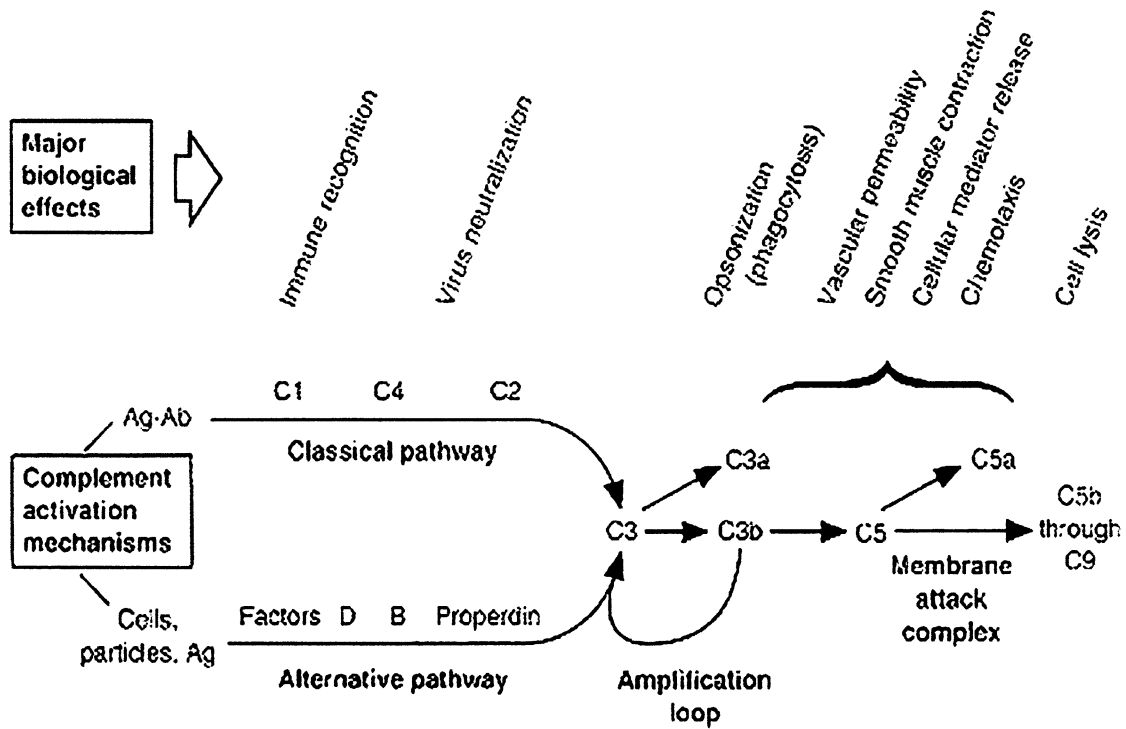 Major
biological
effects
Immune recognition
Virus neutralization
Opsonization
(phagocytosis)
Vascular permeability
Smooth muscle contraction
Cellular mediator release
Chemotaxis
Cell lysis
C1 C4 C2
Ag-Ab
Classical pathway
Complement
activation
mechanisms
C3a
C5a
C3
C3b
C5
C5b
through
C9
Membrane
attack
complex
Cells,
particles, Ag
Factors D B Properdin
Alternative pathway
Amplification
loop